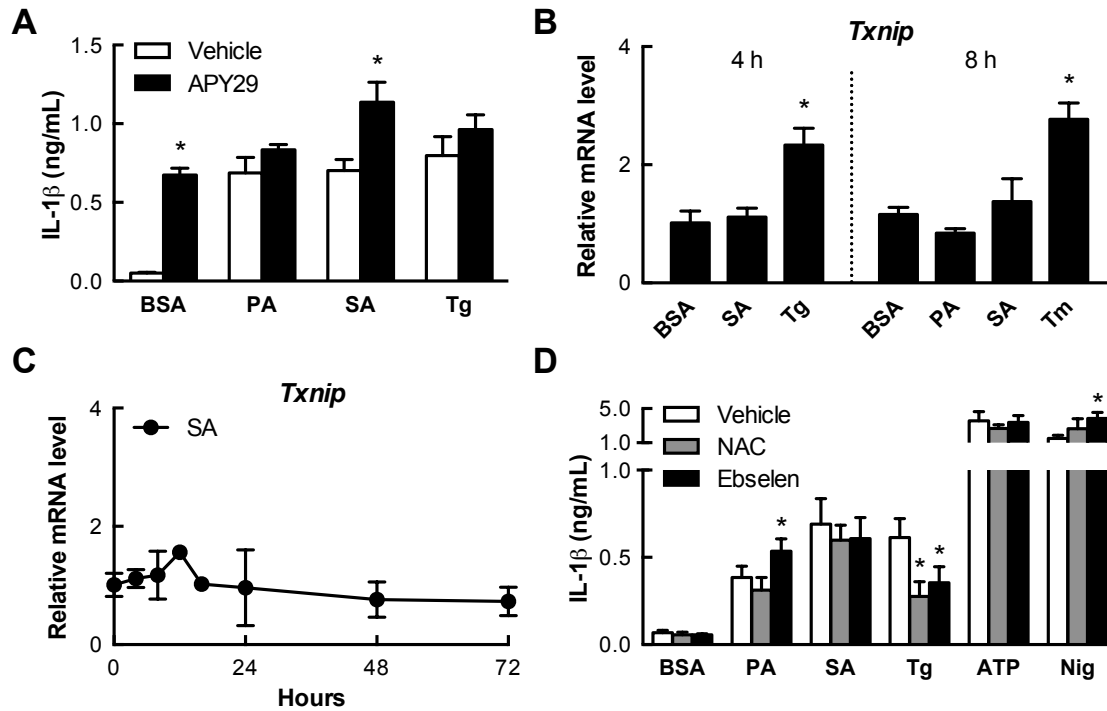 A
Vehicle
APY29
IL-1β (ng/mL)
1.5
1.0
0.5
0.0
*
*
BSA PA SA Tg
B
Txnip
4 h 8 h
Relative mRNA level
4
2
0
*
*
BSA SA Tg BSA PA SA Tm
C
Txnip
SA
Relative mRNA level
4
2
0
0 24 48 72
Hours
D
Vehicle
NAC
Ebselen
IL-1β (ng/mL)
5.0
1.0
1.0
0.5
0.0
*
*
*
*
BSA PA SA Tg ATP Nig